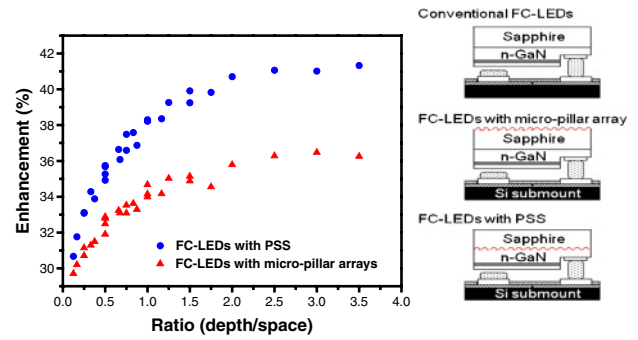 Conventional FC-LEDs
Sapphire
n-GaN
FC-LEDs with micro-pillar array
Sapphire
n-GaN
Si submount
FC-LEDs with PSS
Sapphire
n-GaN
Si submount
Enhancement (%)
42
40
38
36
34
32
30
FC-LEDs with PSS
FC-LEDs with micro-pillar arrays
0.0 0.5 1.0 1.5 2.0 2.5 3.0 3.5 4.0
Ratio (depth/space)